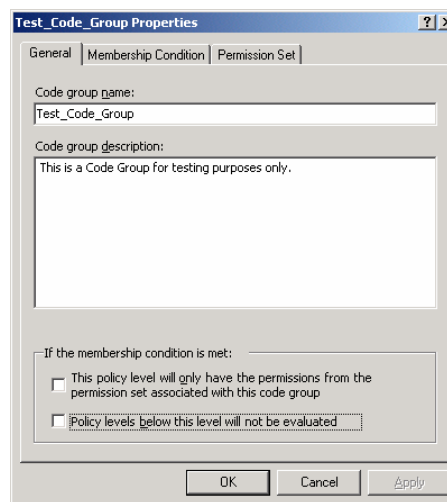 Test_Code_Group Properties
General Membership Condition Permission Set
Code group name:
Test_Code_Group
Code group description:
This is a Code Group for testing purposes only.
If the membership condition is met:
This policy level will only have the permissions from the
permission set associated with this code group
Policy levels below this level will not be evaluated
OK Cancel Apply